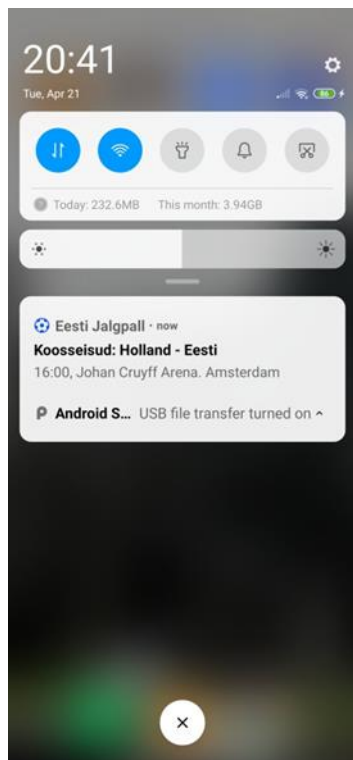 20:41
Tue, Apr 21
Today: 232.6MB This month: 3.94GB
Eesti Jalgpall · now
Koosseisud: Holland - Eesti
16:00, Johan Cruyff Arena. Amsterdam
Android S... USB file transfer turned on